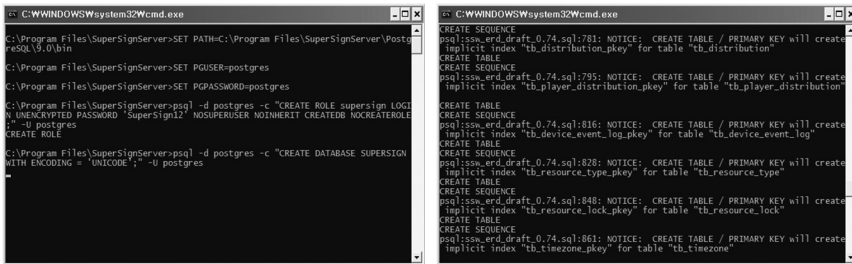 C:₩WINDOWS₩system32₩cmd.exe
C:\Program Files\SuperSignServer>SET PATH=C:\Program Files\SuperSignServer\Postg
reSQL\9.0\bin
C:\Program Files\SuperSignServer>SET PGUSER=postgres
C:\Program Files\SuperSignServer>SET PGPASSWORD=postgres
C:\Program Files\SuperSignServer>psql -d postgres -c "CREATE ROLE supersign LOGI
N UNENCRYPTED PASSWORD 'SuperSign12' NOSUPERUSER NOINHERIT CREATEDB NOCREATEROLE
;" -U postgres
CREATE ROLE
C:\Program Files\SuperSignServer>psql -d postgres -c "CREATE DATABASE SUPERSIGN
WITH ENCODING = 'UNICODE';" -U postgres
C:₩WINDOWS₩system32₩cmd.exe
CREATE SEQUENCE
psql:ssw_erd_draft_0.74.sql:781: NOTICE:  CREATE TABLE / PRIMARY KEY will create
implicit index "tb_distribution_pkey" for table "tb_distribution"
CREATE TABLE
CREATE SEQUENCE
psql:ssw_erd_draft_0.74.sql:795: NOTICE:  CREATE TABLE / PRIMARY KEY will create
implicit index "tb_player_distribution_pkey" for table "tb_player_distribution"
CREATE TABLE
CREATE SEQUENCE
psql:ssw_erd_draft_0.74.sql:816: NOTICE:  CREATE TABLE / PRIMARY KEY will create
implicit index "tb_device_event_log_pkey" for table "tb_device_event_log"
CREATE TABLE
CREATE SEQUENCE
psql:ssw_erd_draft_0.74.sql:828: NOTICE:  CREATE TABLE / PRIMARY KEY will create
implicit index "tb_resource_type_pkey" for table "tb_resource_type"
CREATE TABLE
CREATE SEQUENCE
psql:ssw_erd_draft_0.74.sql:848: NOTICE:  CREATE TABLE / PRIMARY KEY will create
implicit index "tb_resource_lock_pkey" for table "tb_resource_lock"
CREATE TABLE
CREATE SEQUENCE
psql:ssw_erd_draft_0.74.sql:861: NOTICE:  CREATE TABLE / PRIMARY KEY will create
implicit index "tb_timezone_pkey" for table "tb_timezone"